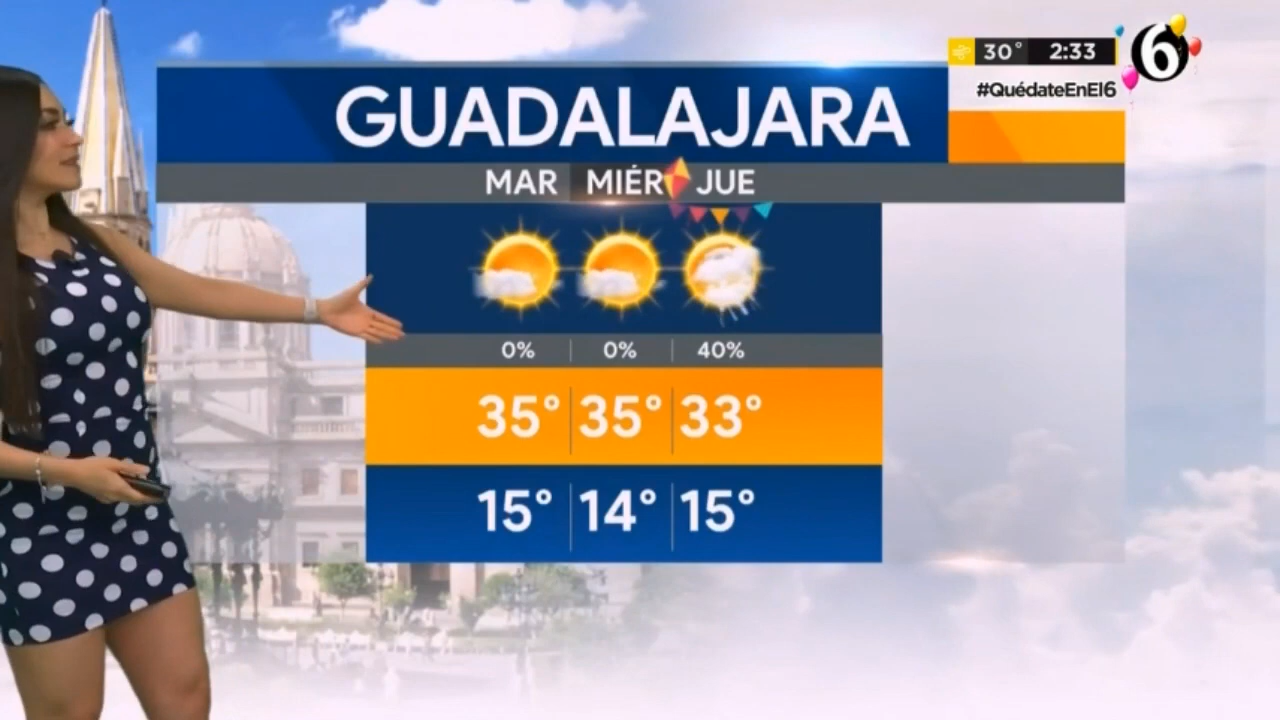 30° 2:33
6
#QuédateEnEl6
GUADALAJARA
MAR MIÉR JUE
0% 0% 40%
35° 35° 33°
15° 14° 15°